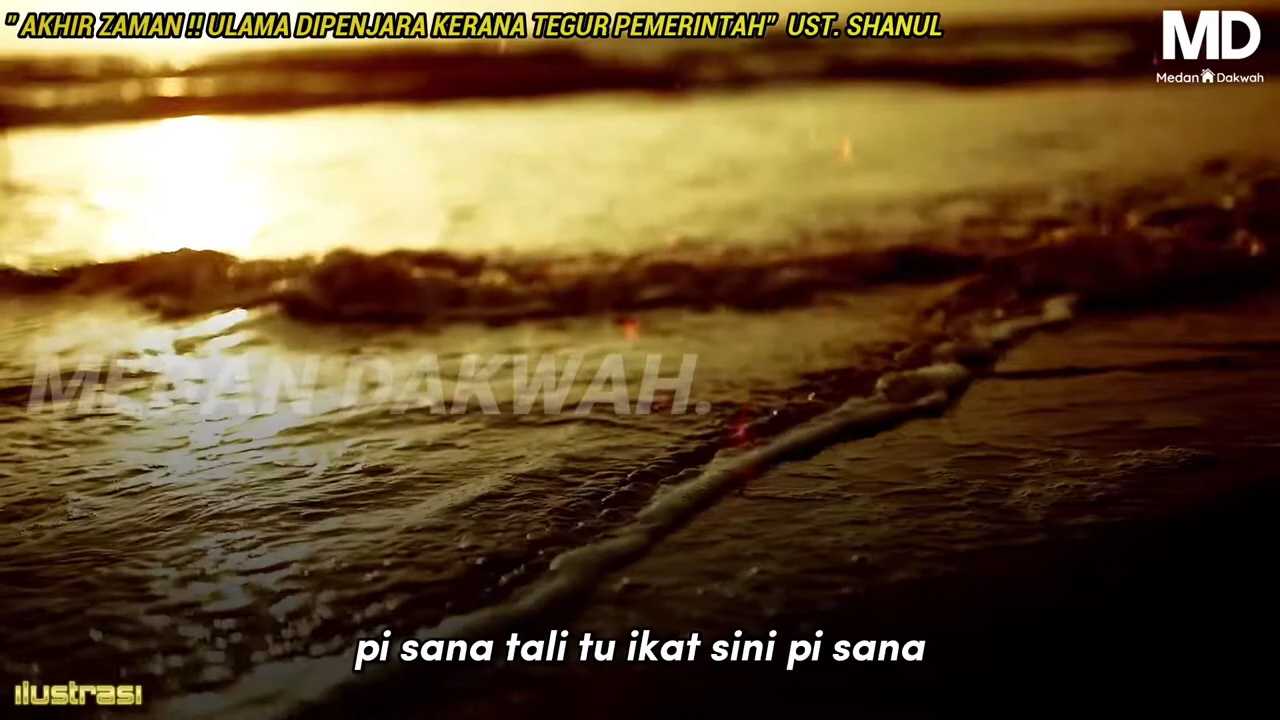 " AKHIR ZAMAN !! ULAMA DIPENJARA KERANA TEGUR PEMERINTAH" UST. SHANUL
MD
Medan Dakwah
MEDAN DAKWAH.
pi sana tali tu ikat sini pi sana
ilustrasi